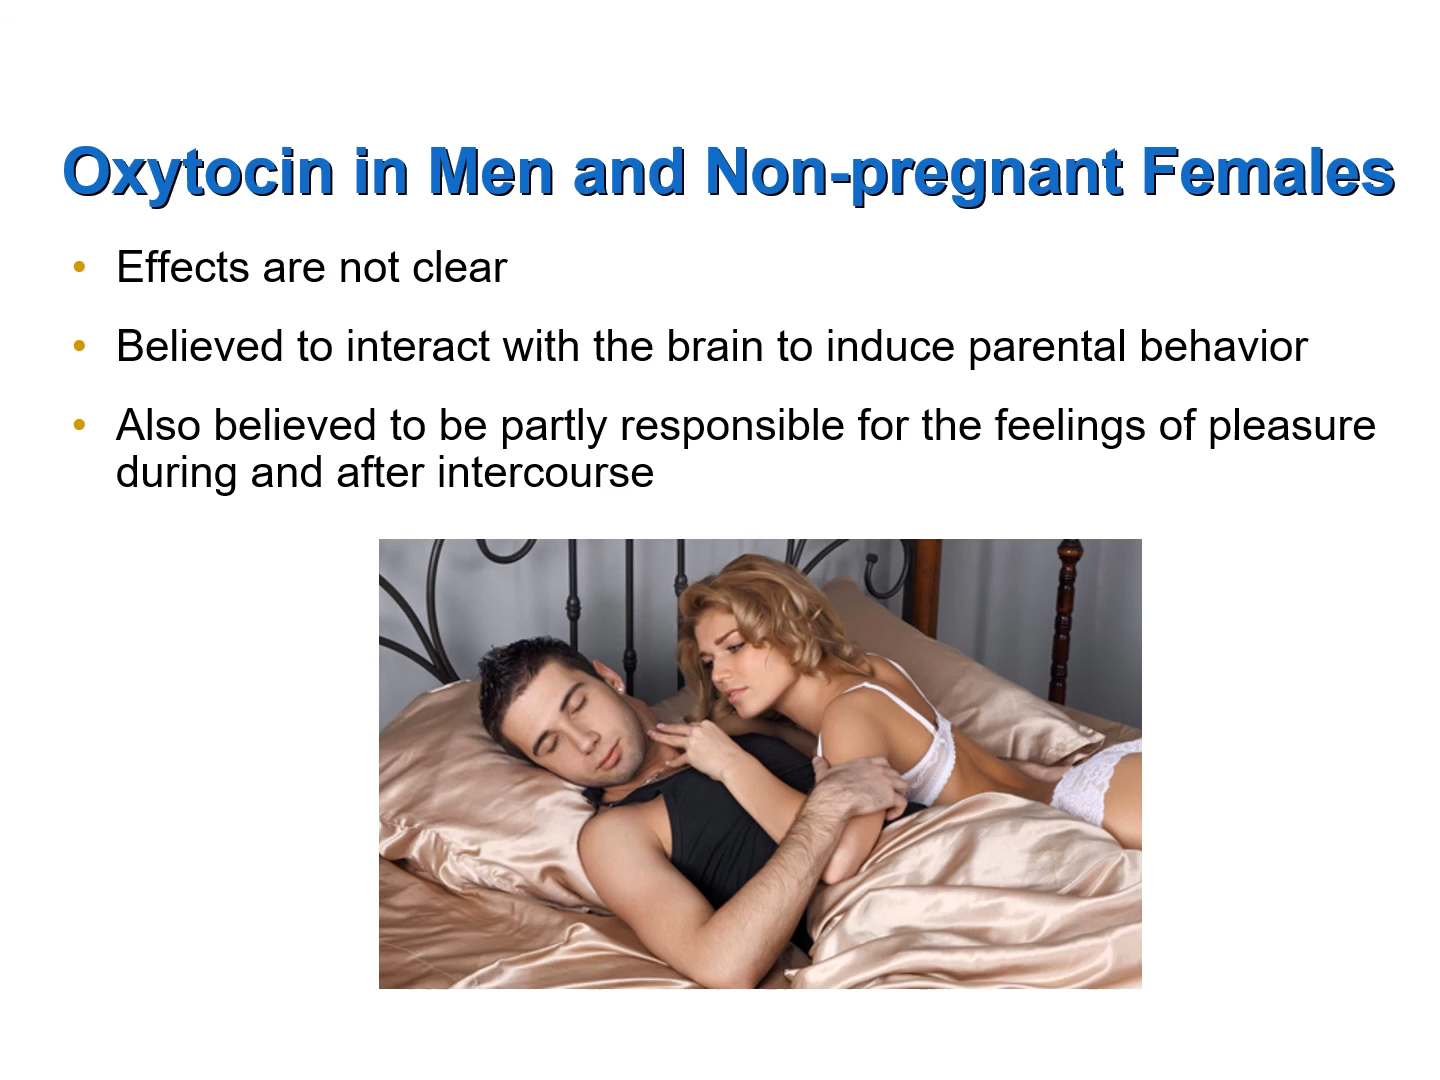 Oxytocin in Men and Non-pregnant Females
• Effects are not clear
• Believed to interact with the brain to induce parental behavior
• Also believed to be partly responsible for the feelings of pleasure
during and after intercourse